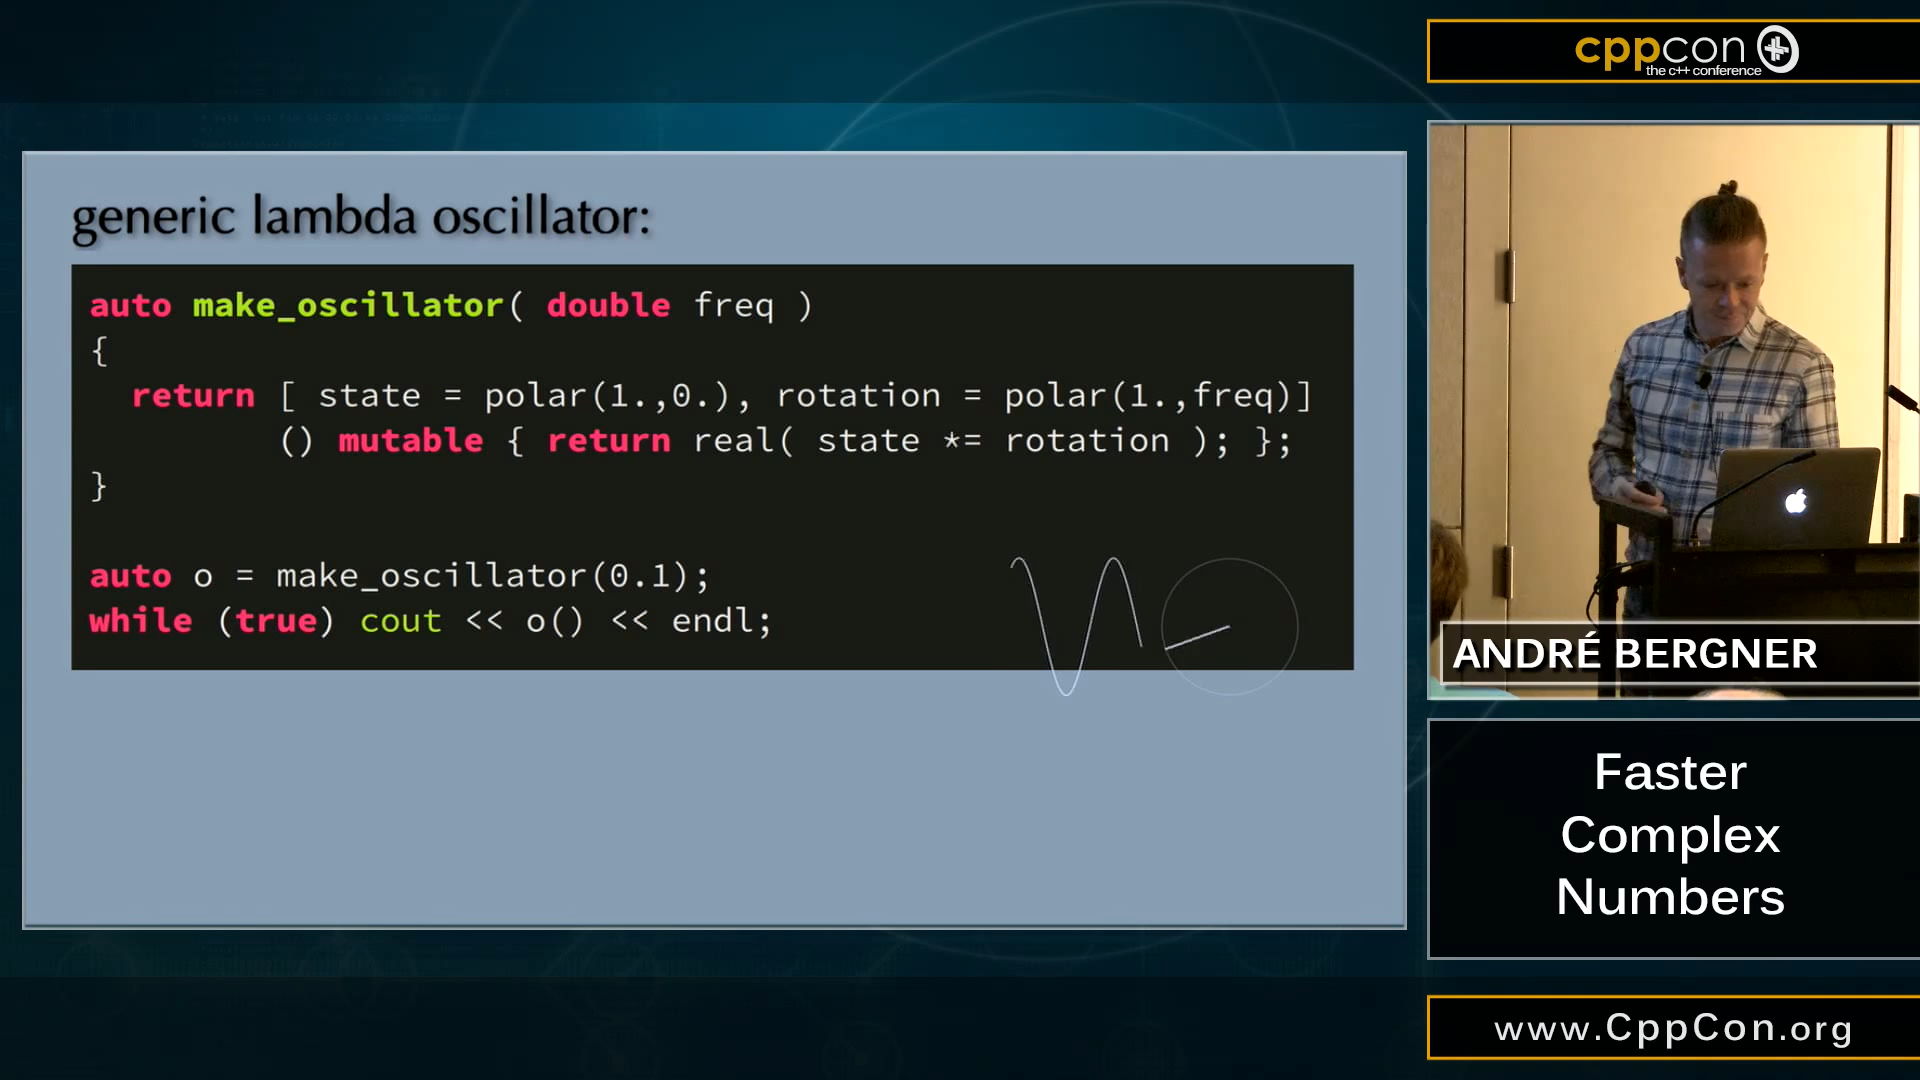 cppcon
the c++ conference
generic lambda oscillator:
auto make_oscillator( double freq )
{
  return [ state = polar(1.,0.), rotation = polar(1.,freq)]
         () mutable { return real( state *= rotation ); };
}
auto o = make_oscillator(0.1);
while (true) cout << o() << endl;
ANDRÉ BERGNER
Faster
Complex
Numbers
www.CppCon.org